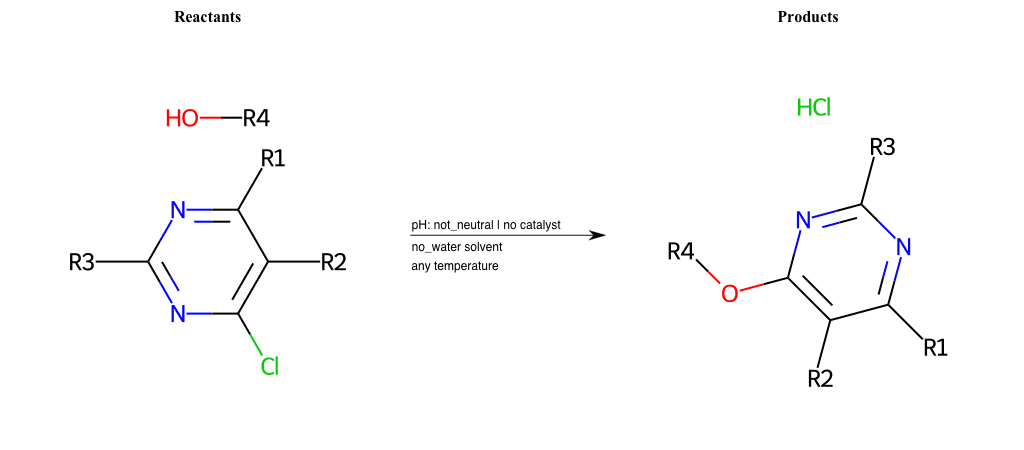 Reactants
Products
HO R4
R1
N
R3
R2
N
Cl
pH: not_neutral | no catalyst
no_water solvent
any temperature
HCl
R3
N
N
R4
O
R1
R2